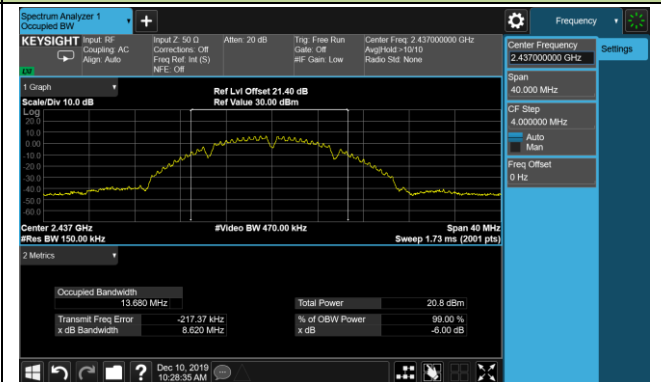 Spectrum Analyzer 1
Occupied BW
Frequency
KEYSIGHT
Input: RF
Coupling: AC
Align: Auto
Input Z: 50 Ω
Corrections: Off
Freq Ref: Int (S)
NFE: Off
Atten: 20 dB
Trig: Free Run
Gate: Off
#IF Gain: Low
Center Freq: 2.437000000 GHz
Avg|Hold:>10/10
Radio Std: None
Center Frequency
2.437000000 GHz
Settings
Span
40.000 MHz
CF Step
4.000000 MHz
Auto
Man
Freq Offset
0 Hz
1 Graph
Scale/Div 10.0 dB
Ref Lvl Offset 21.40 dB
Ref Value 30.00 dBm
Log
20.0
10.0
0.00
-10.0
-20.0
-30.0
-40.0
-50.0
-60.0
Center 2.437 GHz
#Video BW 470.00 kHz
Span 40 MHz
#Res BW 150.00 kHz
Sweep 1.73 ms (2001 pts)
2 Metrics
Occupied Bandwidth
13.680 MHz
Total Power
20.8 dBm
Transmit Freq Error
-217.37 kHz
% of OBW Power
99.00 %
x dB Bandwidth
8.620 MHz
x dB
-6.00 dB
Dec 10, 2019
10:28:35 AM